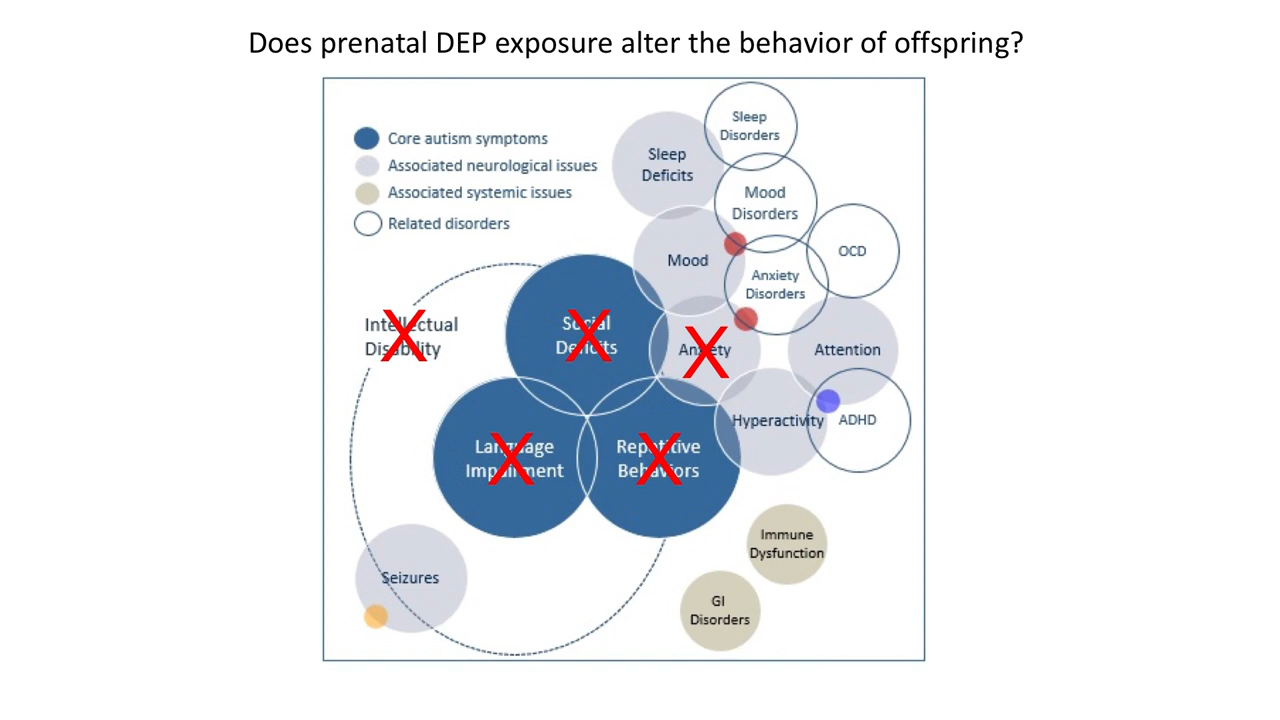 Does prenatal DEP exposure alter the behavior of offspring?
Core autism symptoms
Associated neurological issues
Associated systemic issues
Related disorders
Sleep
Disorders
Sleep
Deficits
Mood
Disorders
Mood
OCD
Anxiety
Disorders
Intellectual
Disability
X
Social
Deficits
X
Anxiety
X
Attention
Hyperactivity
ADHD
Language
Impairment
X
Repetitive
Behaviors
X
Immune
Dysfunction
Seizures
GI
Disorders